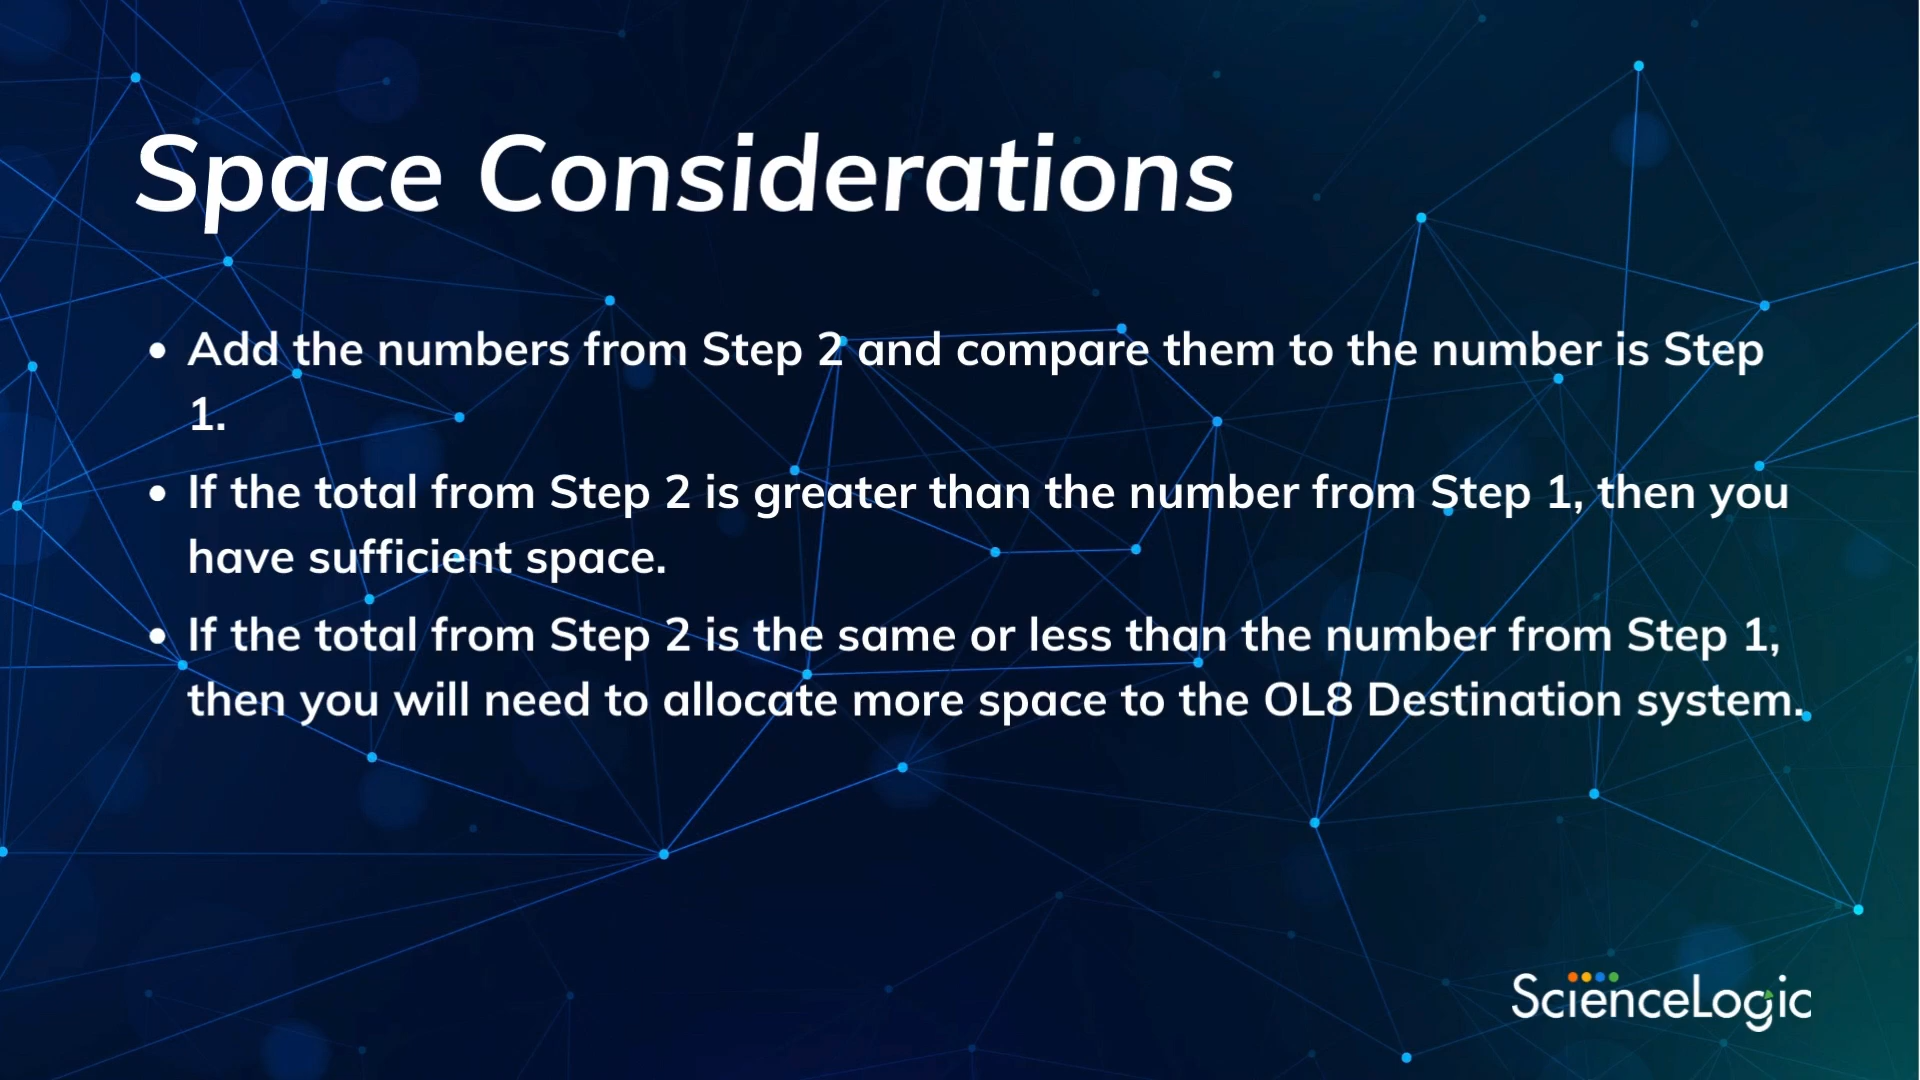 Space Considerations
• Add the numbers from Step 2 and compare them to the number is Step
1.
• If the total from Step 2 is greater than the number from Step 1, then you
have sufficient space.
• If the total from Step 2 is the same or less than the number from Step 1,
then you will need to allocate more space to the OL8 Destination system.
ScienceLogic